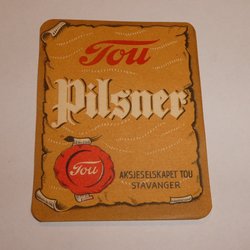 Tou
Pilsner
Tou
AKSJESELSKAPET TOU
STAVANGER